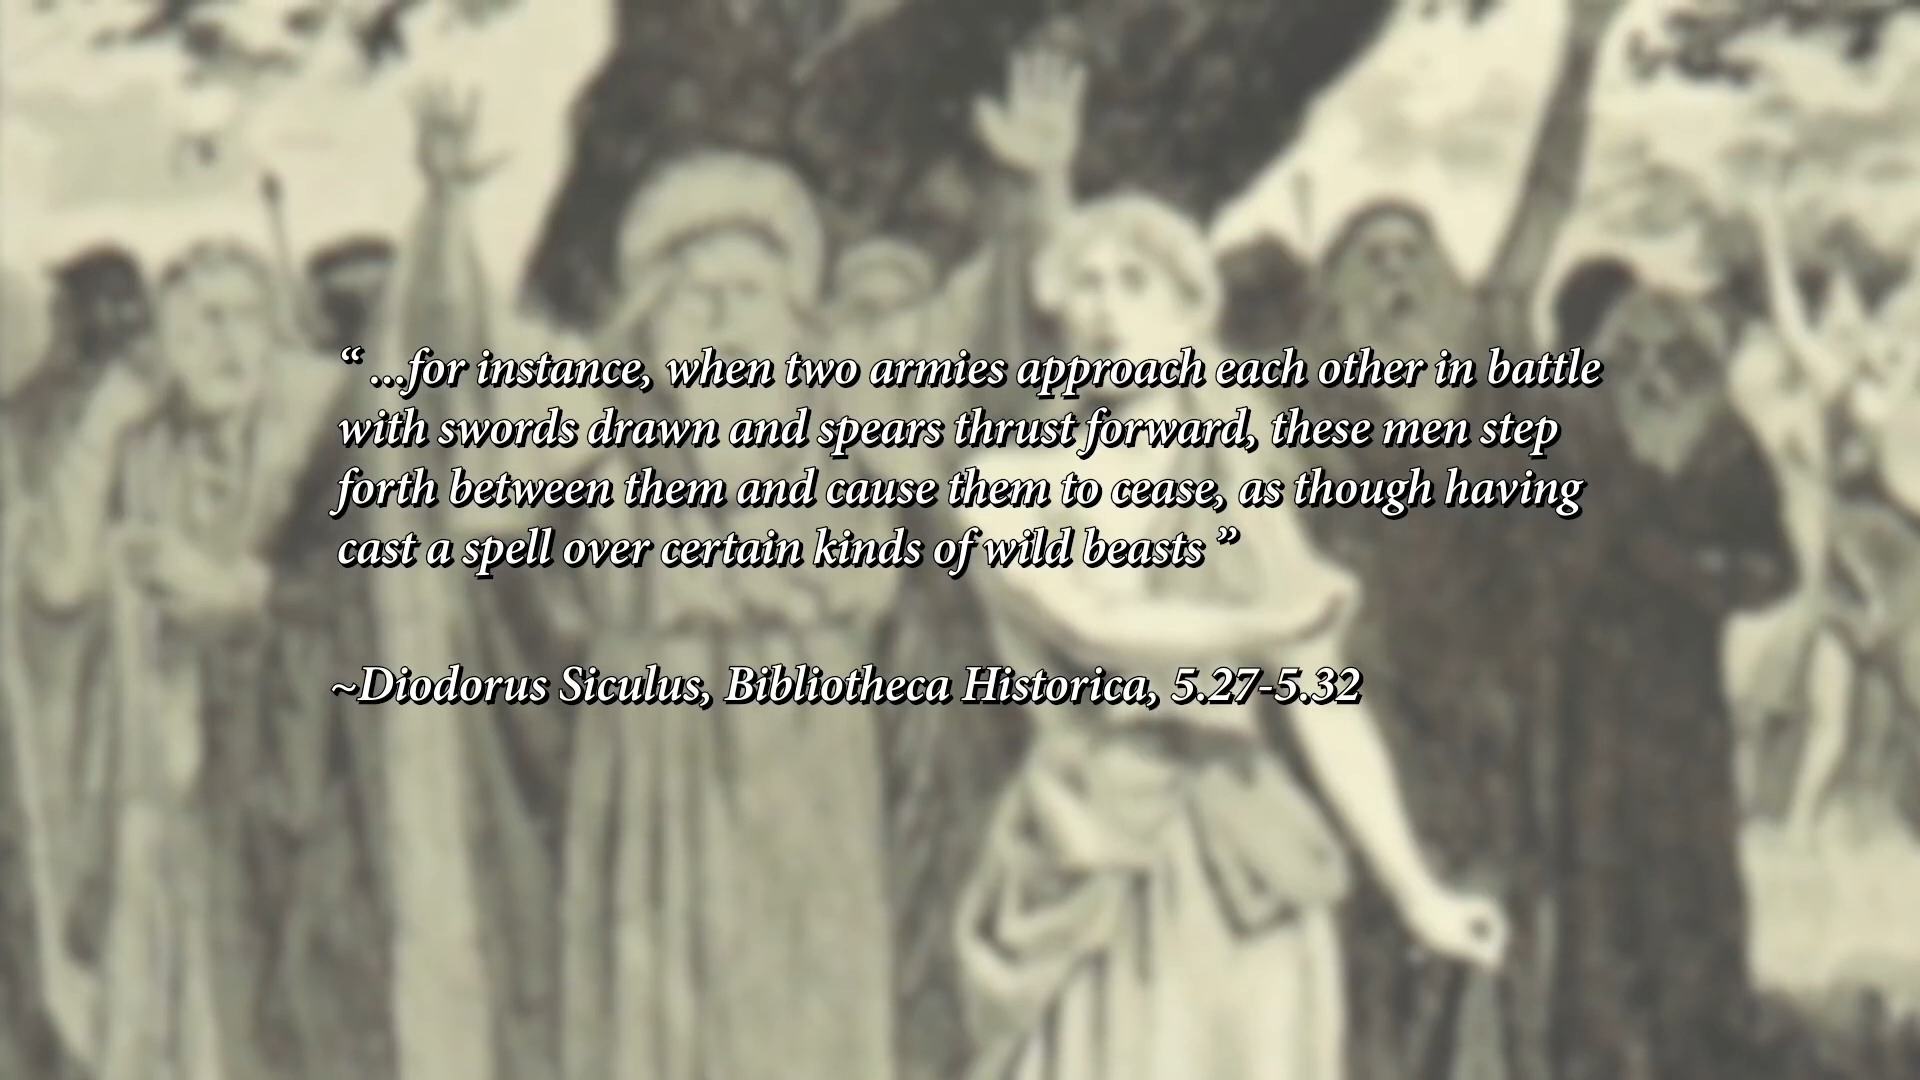 “ ...for instance, when two armies approach each other in battle
with swords drawn and spears thrust forward, these men step
forth between them and cause them to cease, as though having
cast a spell over certain kinds of wild beasts ”
~Diodorus Siculus, Bibliotheca Historica, 5.27-5.32